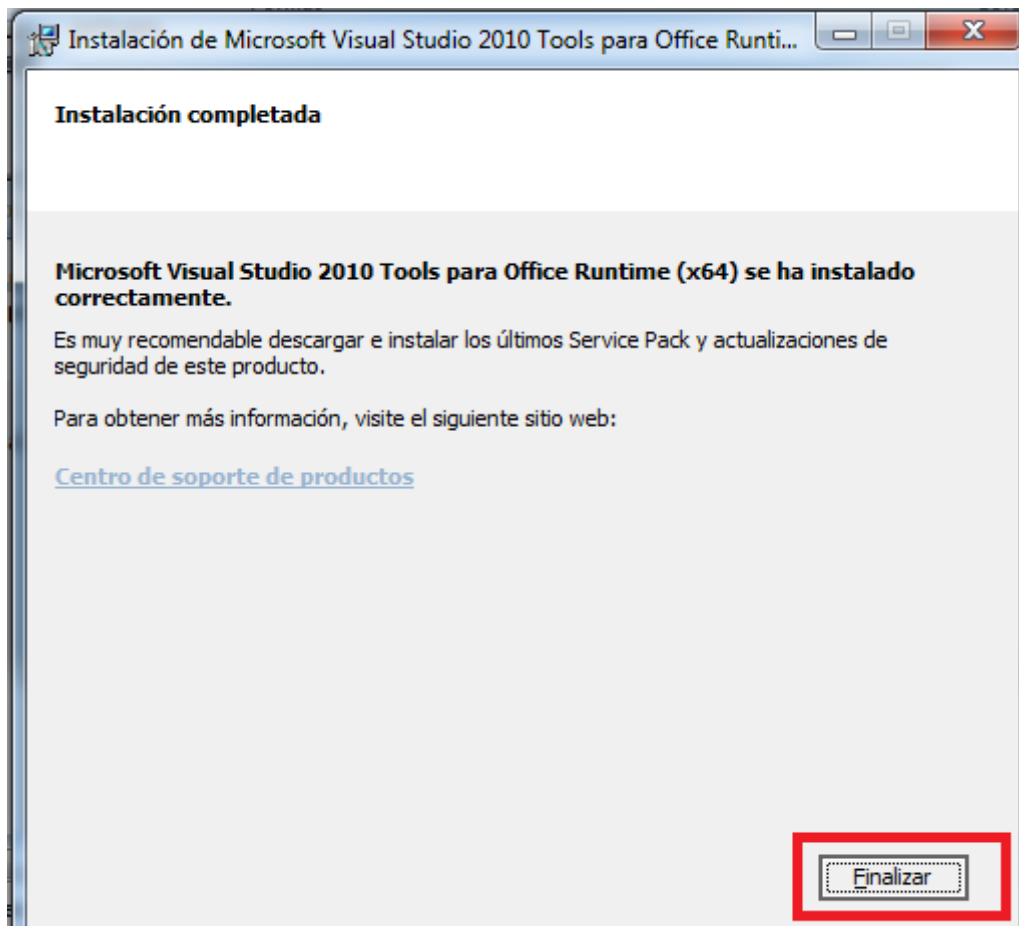 Instalación de Microsoft Visual Studio 2010 Tools para Office Runti...
Instalación completada
Microsoft Visual Studio 2010 Tools para Office Runtime (x64) se ha instalado
correctamente.
Es muy recomendable descargar e instalar los últimos Service Pack y actualizaciones de
seguridad de este producto.
Para obtener más información, visite el siguiente sitio web:
Centro de soporte de productos
Finalizar